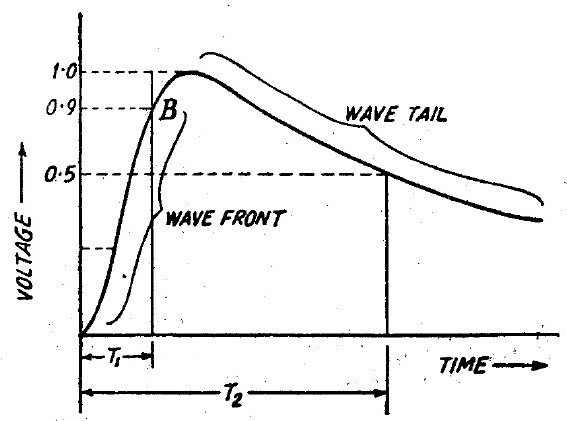 1.0
0.9
B
WAVE TAIL
0.5
WAVE FRONT
VOLTAGE
T₁
TIME
T₂